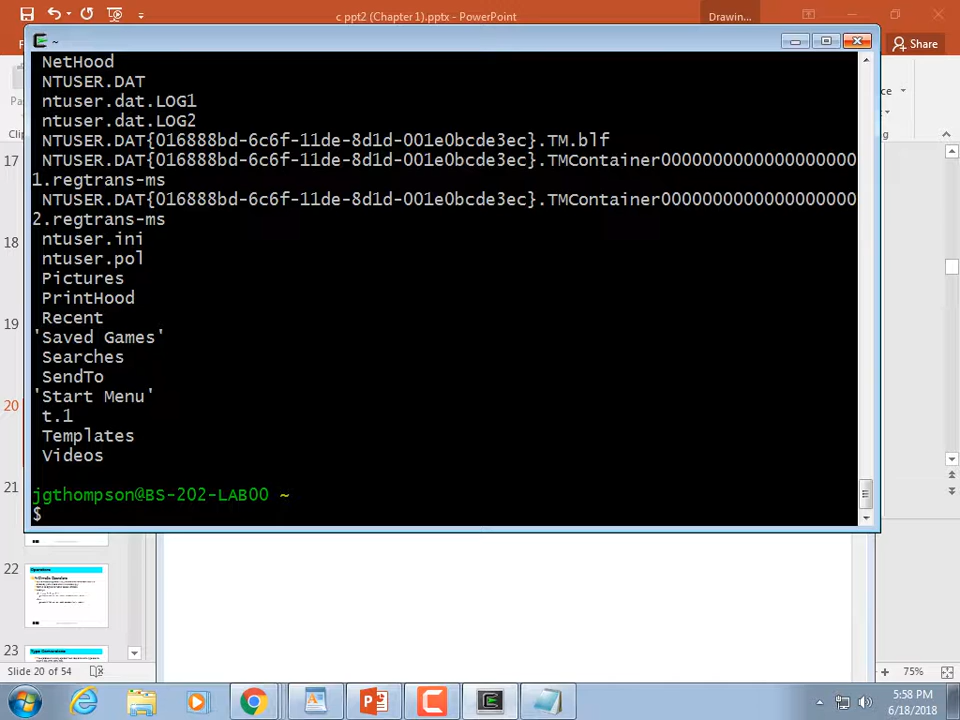 c ppt2 (Chapter 1).pptx - PowerPoint
Drawin...
~
Share
NetHood
NTUSER.DAT
ntuser.dat.LOG1
ntuser.dat.LOG2
NTUSER.DAT{016888bd-6c6f-11de-8d1d-001e0bcde3ec}.TM.blf
NTUSER.DAT{016888bd-6c6f-11de-8d1d-001e0bcde3ec}.TMContainer0000000000000000000
1.regtrans-ms
NTUSER.DAT{016888bd-6c6f-11de-8d1d-001e0bcde3ec}.TMContainer0000000000000000000
2.regtrans-ms
ntuser.ini
ntuser.pol
Pictures
PrintHood
Recent
'Saved Games'
Searches
SendTo
'Start Menu'
t.1
Templates
Videos
jgthompson@BS-202-LAB00 ~
$
17
18
19
20
21
22
23
Slide 20 of 54
75%
5:58 PM
6/18/2018